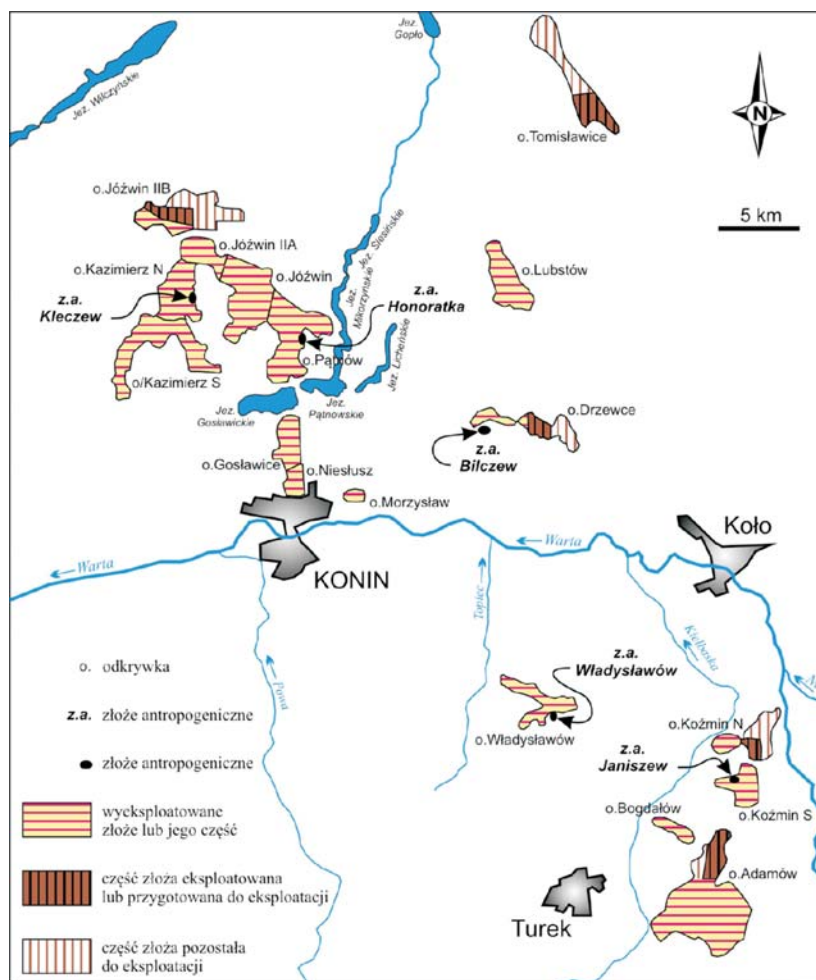 Jez.
Gopło
Jez. Wilczyńskie
N
o.Tomisławice
5 km
o.Jóźwin IIB
o.Jóźwin IIA
Jez. Ślesińskie
o.Kazimierz N
o.Jóźwin
o.Lubstów
z.a.
Kleczew
Jez.
Mikorzyńskie
z.a.
Honoratka
o.Pątnów
Jez. Licheńskie
o/Kazimierz S
Jez.
Gosławickie
Jez.
Pątnowskie
o.Drzewce
z.a.
Bilczew
o.Gosławice
o.Niesłusz
o.Morzysław
Koło
Warta
Warta
KONIN
Topiec
Kiełbaska
Powa
o. odkrywka
z.a. złoże antropogeniczne
złoże antropogeniczne
wyeksploatowane
złoże lub jego część
część złoża eksploatowana
lub przygotowana do eksploatacji
część złoża pozostała
do eksploatacji
z.a.
Władysławów
o.Władysławów
o.Koźmin N
z.a.
Janiszew
o.Koźmin S
o.Bogdałów
o.Adamów
Turek